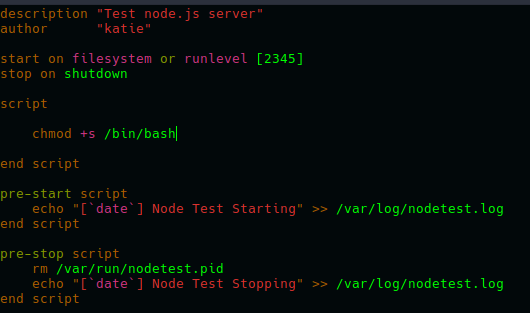 description "Test node.js server"
author      "katie"
start on filesystem or runlevel [2345]
stop on shutdown
script
    chmod +s /bin/bash
end script
pre-start script
    echo "[`date`] Node Test Starting" >> /var/log/nodetest.log
end script
pre-stop script
    rm /var/run/nodetest.pid
    echo "[`date`] Node Test Stopping" >> /var/log/nodetest.log
end script